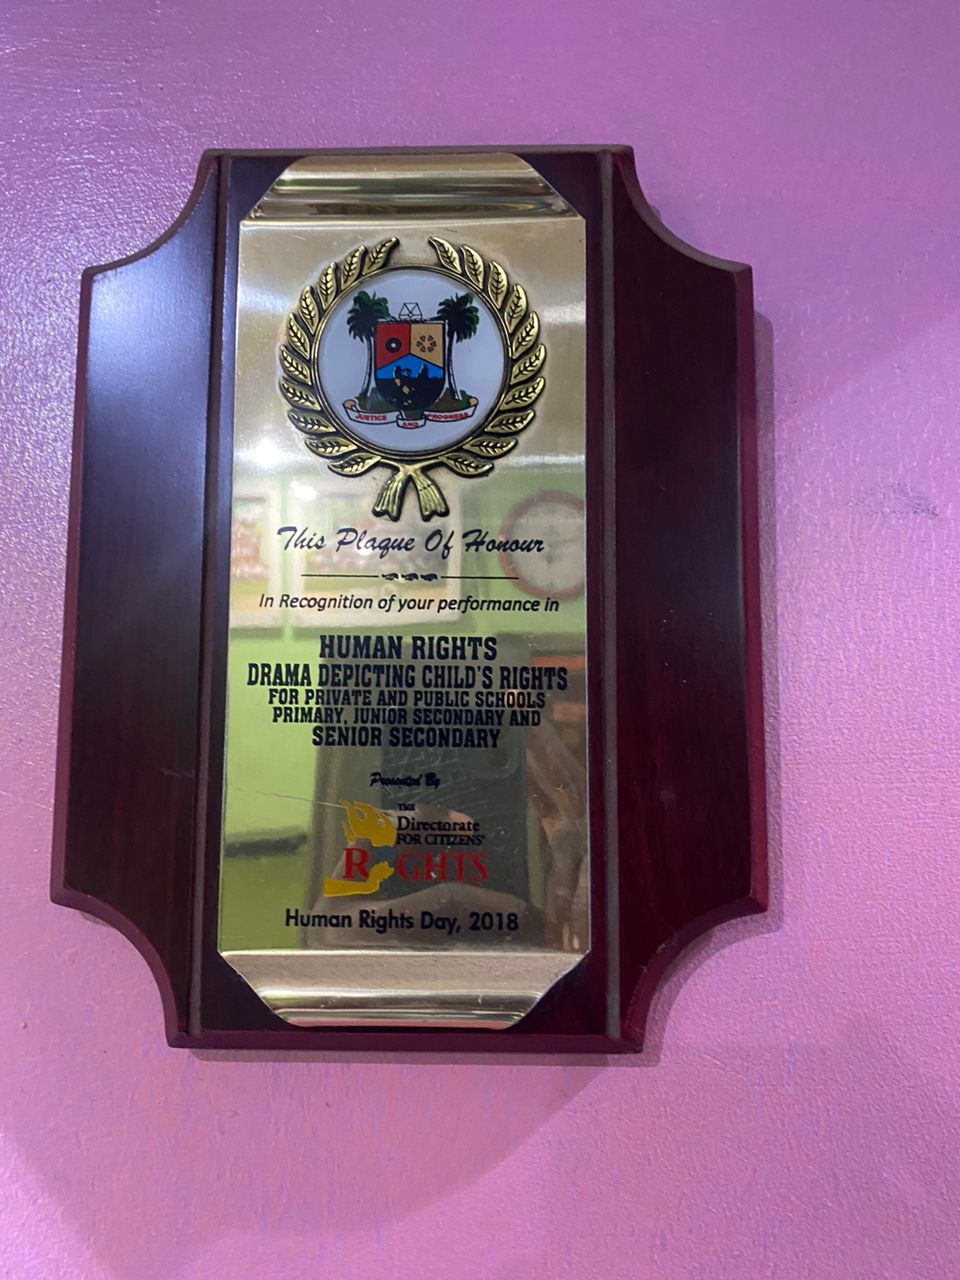 JUSTICE AND PROGRESS
This Plaque Of Honour
In Recognition of your performance in
HUMAN RIGHTS
DRAMA DEPICTING CHILD'S RIGHTS
FOR PRIVATE AND PUBLIC SCHOOLS
PRIMARY, JUNIOR SECONDARY AND
SENIOR SECONDARY
Presented By
THE
Directorate
FOR CITIZENS'
RIGHTS
Human Rights Day, 2018